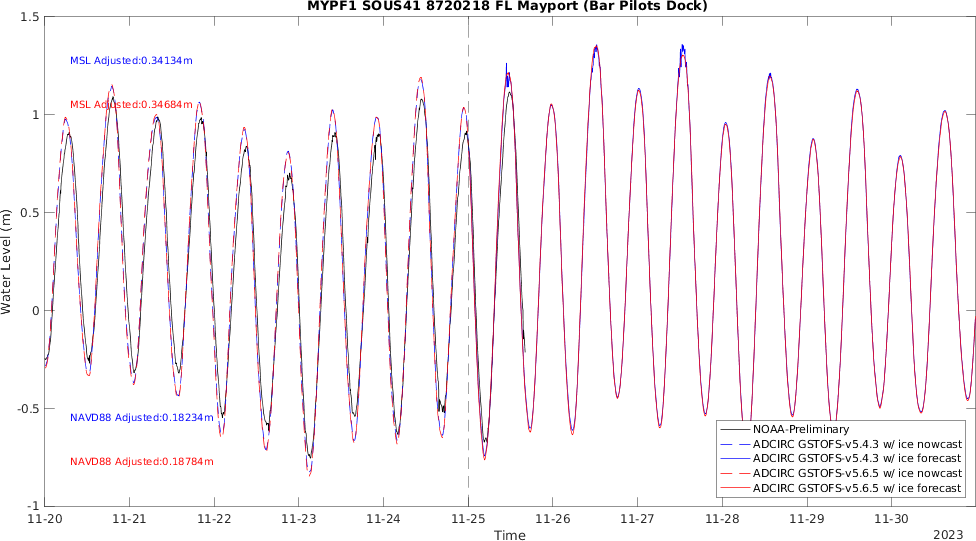 MYPF1 SOUS41 8720218 FL Mayport (Bar Pilots Dock)
1.5
MSL Adjusted:0.34134m
MSL Adjusted:0.34684m
1
0.5
Water Level (m)
0
-0.5
NAVD88 Adjusted:0.18234m
NAVD88 Adjusted:0.18784m
NOAA-Preliminary
ADCIRC GSTOFS-v5.4.3 w/ ice nowcast
ADCIRC GSTOFS-v5.4.3 w/ ice forecast
ADCIRC GSTOFS-v5.6.5 w/ ice nowcast
ADCIRC GSTOFS-v5.6.5 w/ ice forecast
-1
11-20 11-21 11-22 11-23 11-24 11-25 11-26 11-27 11-28 11-29 11-30
Time
2023